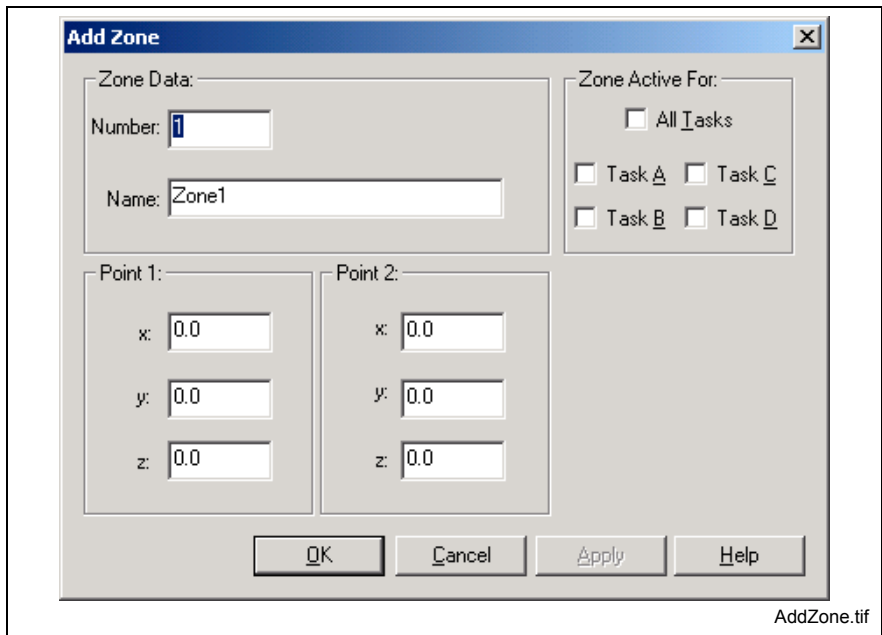 Add Zone
Zone Data:
Number: 1
Name: Zone1
Zone Active For:
All Tasks
Task A Task C
Task B Task D
Point 1:
x: 0.0
y: 0.0
z: 0.0
Point 2:
x: 0.0
y: 0.0
z: 0.0
OK Cancel Apply Help
AddZone.tif